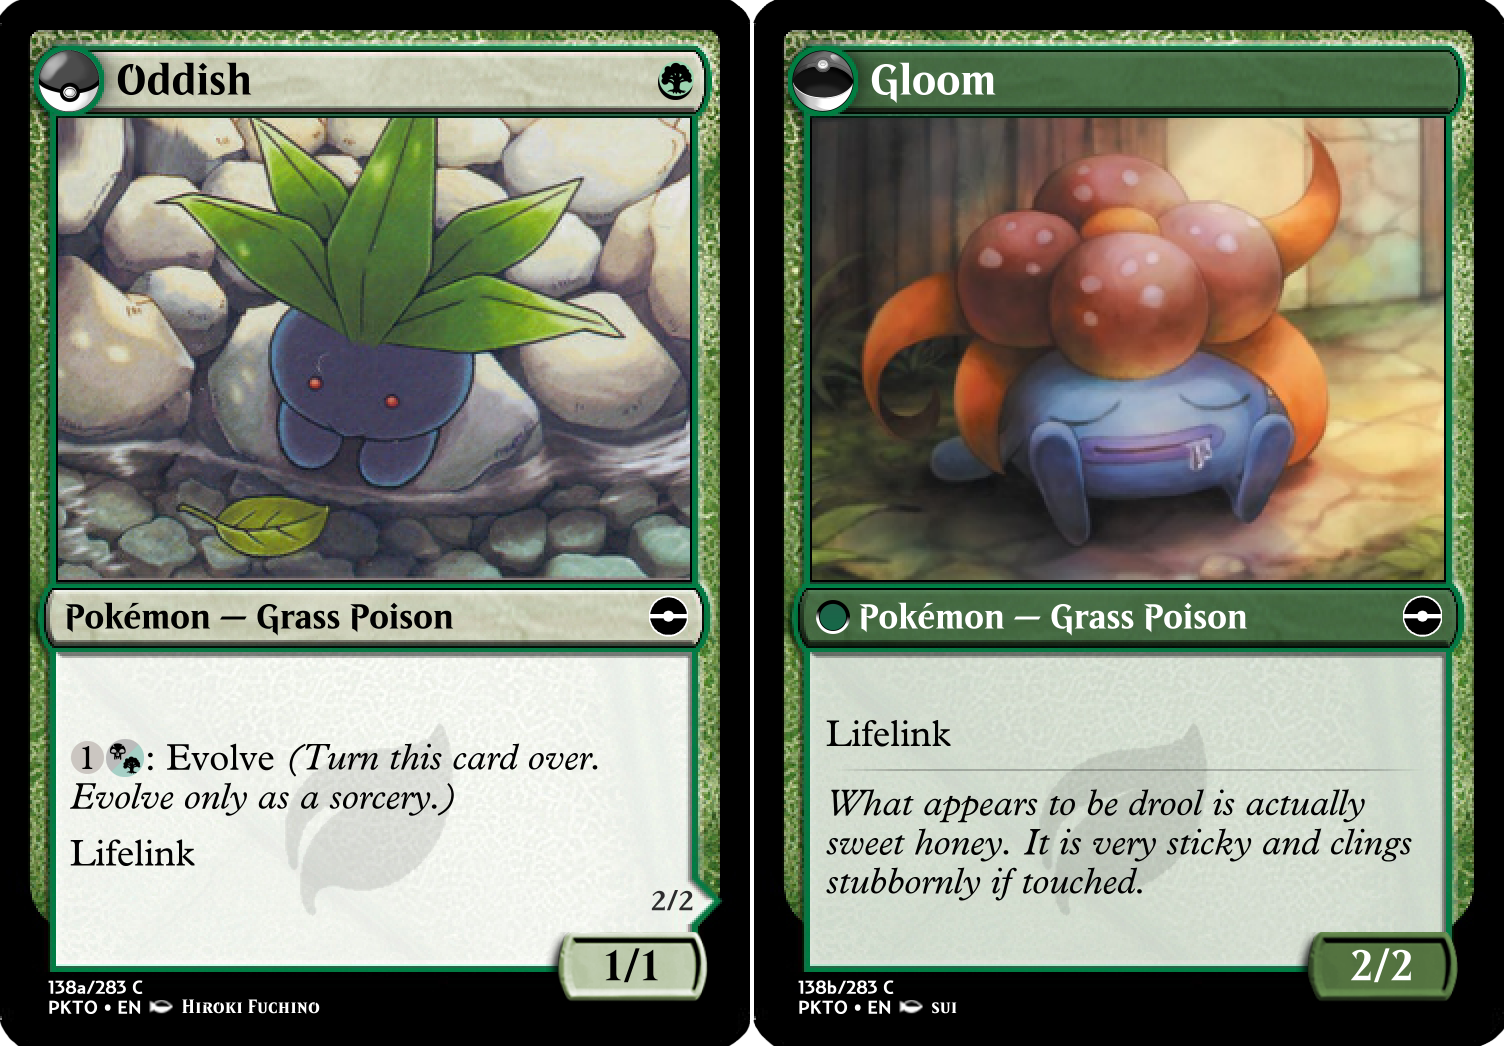 Oddish
Pokémon — Grass Poison
1: Evolve (Turn this card over.
Evolve only as a sorcery.)
Lifelink
2/2
1/1
138a/283 C
PKTO • EN Hiroki Fuchino
Gloom
Pokémon — Grass Poison
Lifelink
What appears to be drool is actually
sweet honey. It is very sticky and clings
stubbornly if touched.
2/2
138b/283 C
PKTO • EN sui